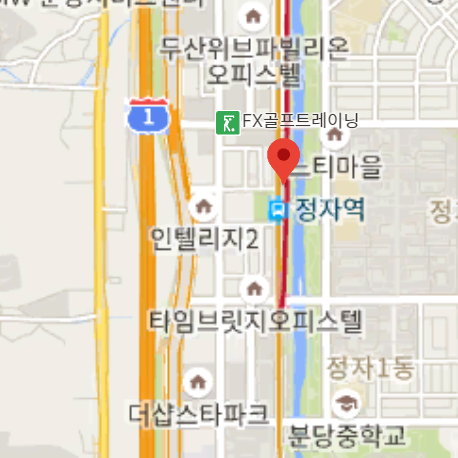 두산위브파빌리온
오피스텔
1
FX골프트레이닝
느티마을
정자역
정
인텔리지2
타임브릿지오피스텔
정자1동
더샵스타파크
분당중학교